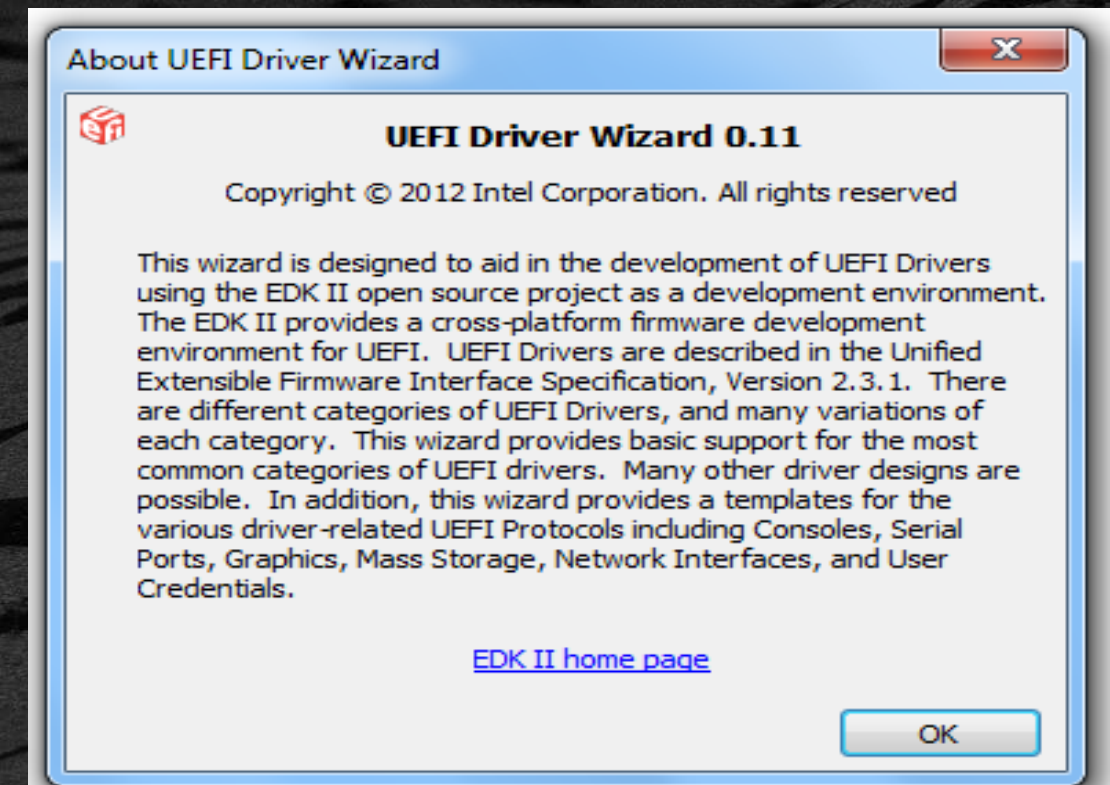 About UEFI Driver Wizard
UEFI Driver Wizard 0.11
Copyright © 2012 Intel Corporation. All rights reserved
This wizard is designed to aid in the development of UEFI Drivers
using the EDK II open source project as a development environment.
The EDK II provides a cross-platform firmware development
environment for UEFI.  UEFI Drivers are described in the Unified
Extensible Firmware Interface Specification, Version 2.3.1.  There
are different categories of UEFI Drivers, and many variations of
each category.  This wizard provides basic support for the most
common categories of UEFI drivers.  Many other driver designs are
possible.  In addition, this wizard provides a templates for the
various driver-related UEFI Protocols including Consoles, Serial
Ports, Graphics, Mass Storage, Network Interfaces, and User
Credentials.
EDK II home page
OK